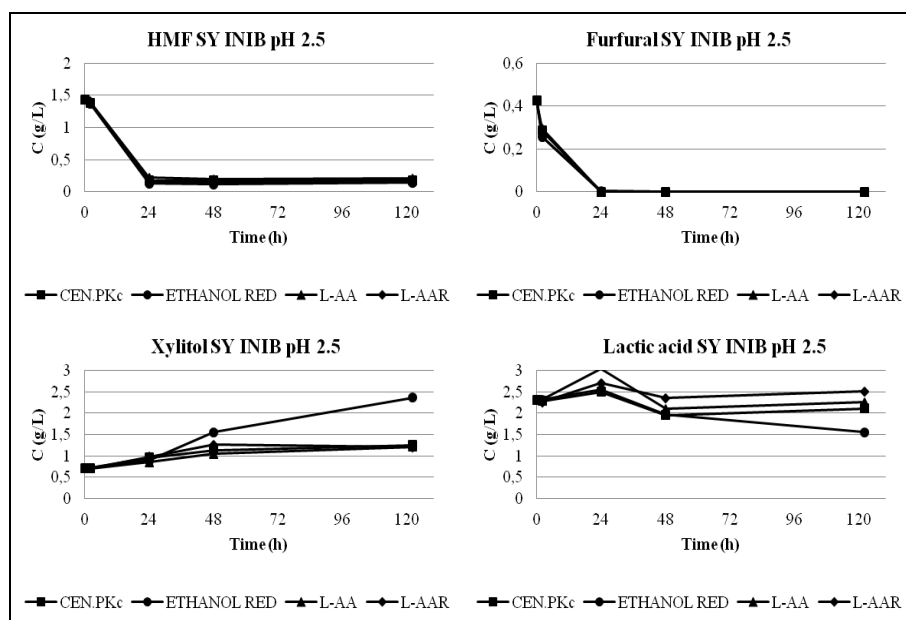 HMF SY INIB pH 2.5
2
1,5
1
0,5
0
C (g/L)
0 24 48 72 96 120
Time (h)
CEN.PKc ETHANOL RED L-AA L-AAR
Furfural SY INIB pH 2.5
0,6
0,4
0,2
0
C (g/L)
0 24 48 72 96 120
Time (h)
CEN.PKc ETHANOL RED L-AA L-AAR
Xylitol SY INIB pH 2.5
3
2,5
2
1,5
1
0,5
0
C (g/L)
0 24 48 72 96 120
Time (h)
CEN.PKc ETHANOL RED L-AA L-AAR
Lactic acid SY INIB pH 2.5
3
2,5
2
1,5
1
0,5
0
C (g/L)
0 24 48 72 96 120
Time (h)
CEN.PKc ETHANOL RED L-AA L-AAR